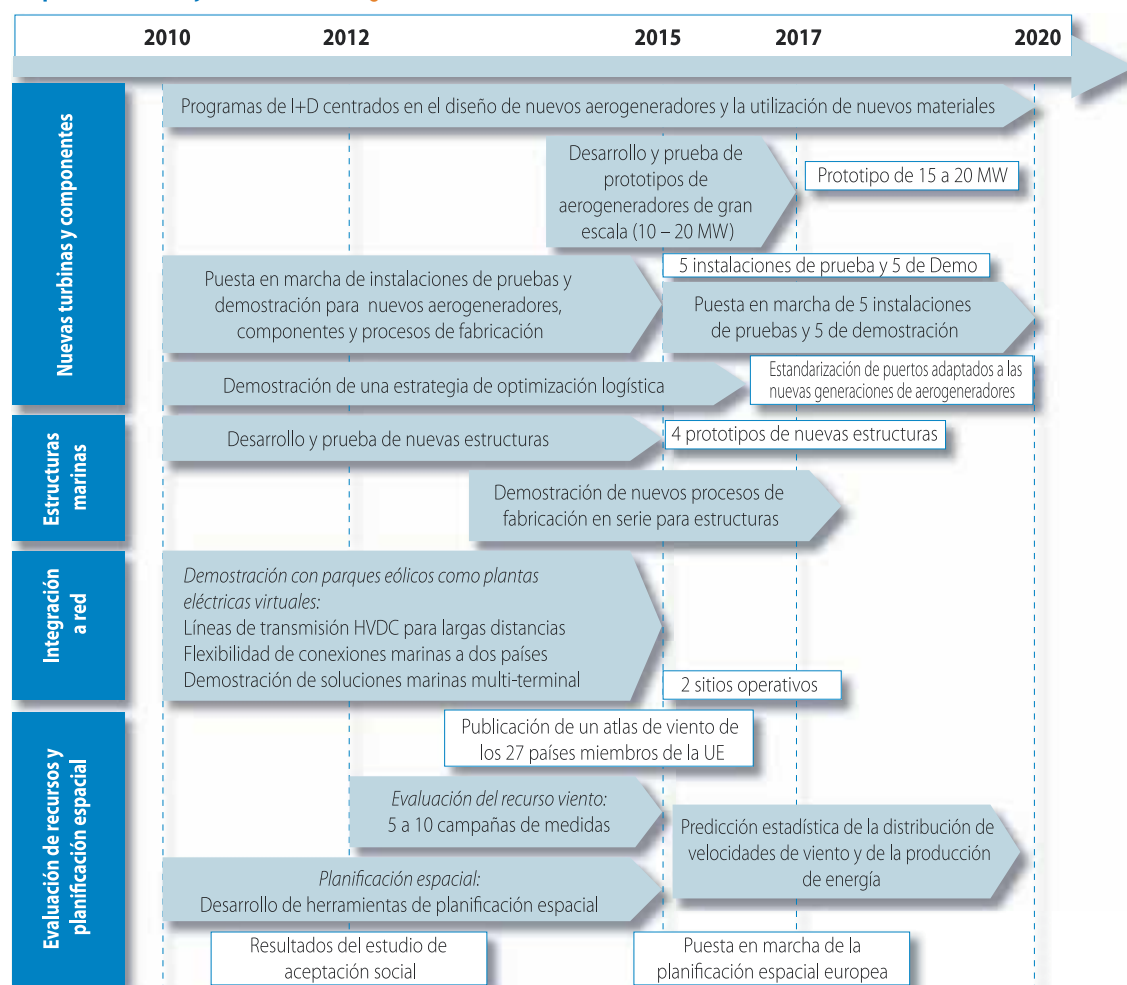 2010 2012 2015 2017 2020
Nuevas turbinas y componentes
Programas de I+D centrados en el diseño de nuevos aerogeneradores y la utilización de nuevos materiales
Desarrollo y prueba de
prototipos de
aerogeneradores de gran
escala (10 – 20 MW)
Prototipo de 15 a 20 MW
Puesta en marcha de instalaciones de pruebas y
demostración para nuevos aerogeneradores,
componentes y procesos de fabricación
5 instalaciones de prueba y 5 de Demo
Puesta en marcha de 5 instalaciones
de pruebas y 5 de demostración
Demostración de una estrategia de optimización logística
Estandarización de puertos adaptados a las
nuevas generaciones de aerogeneradores
Estructuras
marinas
Desarrollo y prueba de nuevas estructuras
4 prototipos de nuevas estructuras
Demostración de nuevos procesos de
fabricación en serie para estructuras
Integración
a red
Demostración con parques eólicos como plantas
eléctricas virtuales:
Líneas de transmisión HVDC para largas distancias
Flexibilidad de conexiones marinas a dos países
Demostración de soluciones marinas multi-terminal
2 sitios operativos
Evaluación de recursos y
planificación espacial
Publicación de un atlas de viento de
los 27 países miembros de la UE
Evaluación del recurso viento:
5 a 10 campañas de medidas
Predicción estadística de la distribución de
velocidades de viento y de la producción
de energía
Planificación espacial:
Desarrollo de herramientas de planificación espacial
Resultados del estudio de
aceptación social
Puesta en marcha de la
planificación espacial europea